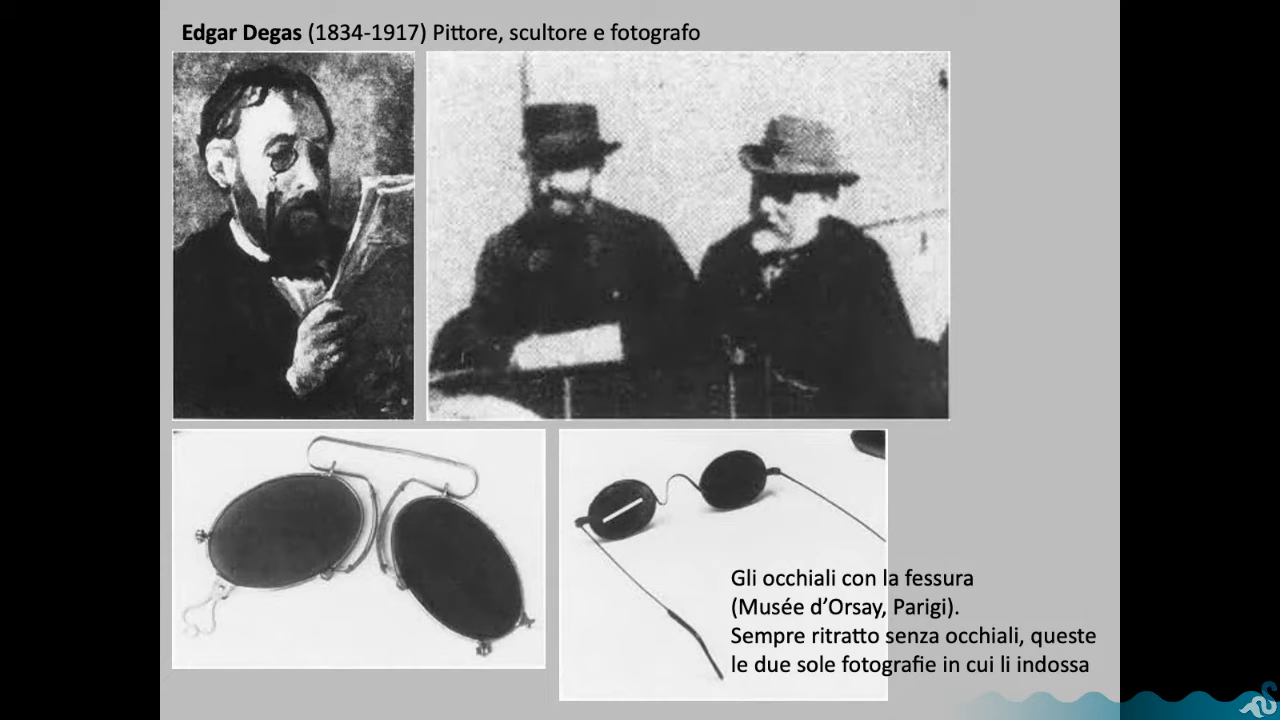 Edgar Degas (1834-1917) Pittore, scultore e fotografo
Gli occhiali con la fessura
(Musée d’Orsay, Parigi).
Sempre ritratto senza occhiali, queste
le due sole fotografie in cui li indossa